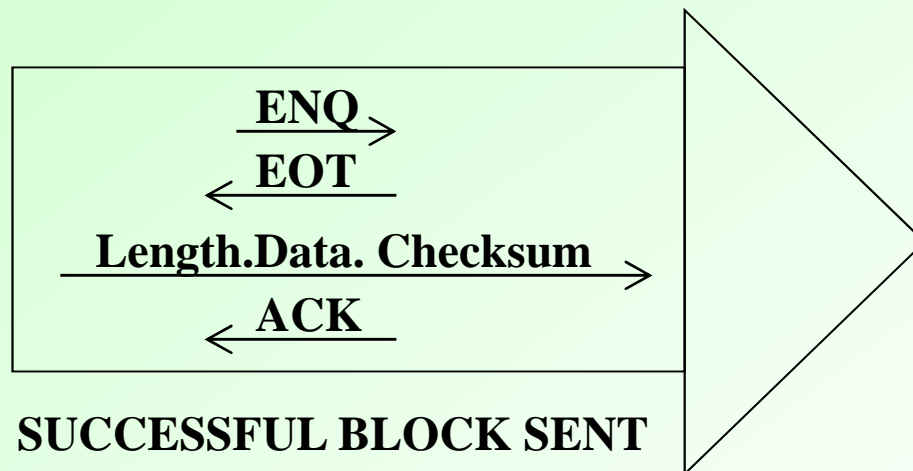 ENQ
EOT
Length.Data. Checksum
ACK
SUCCESSFUL BLOCK SENT